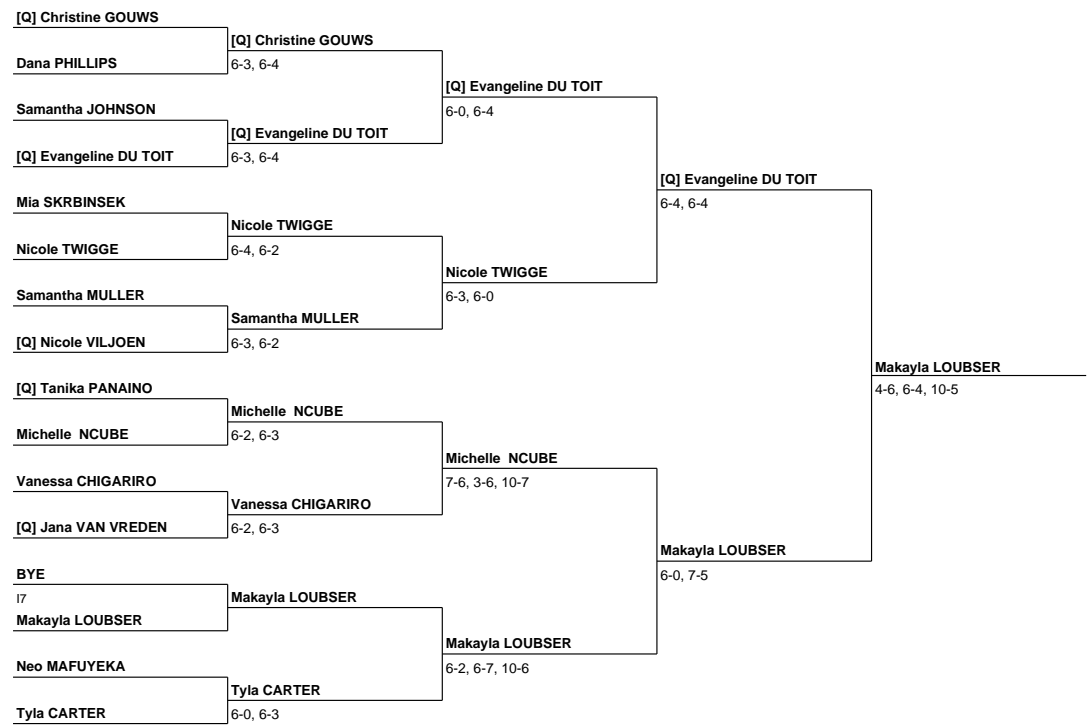 [Q] Christine GOUWS
[Q] Christine GOUWS
Dana PHILLIPS
6-3, 6-4
[Q] Evangeline DU TOIT
Samantha JOHNSON
6-0, 6-4
[Q] Evangeline DU TOIT
[Q] Evangeline DU TOIT
6-3, 6-4
[Q] Evangeline DU TOIT
Mia SKRBINSEK
6-4, 6-4
Nicole TWIGGE
Nicole TWIGGE
6-4, 6-2
Nicole TWIGGE
Samantha MULLER
6-3, 6-0
Samantha MULLER
[Q] Nicole VILJOEN
6-3, 6-2
Makayla LOUBSER
[Q] Tanika PANAINO
4-6, 6-4, 10-5
Michelle NCUBE
Michelle NCUBE
6-2, 6-3
Michelle NCUBE
Vanessa CHIGARIRO
7-6, 3-6, 10-7
Vanessa CHIGARIRO
[Q] Jana VAN VREDEN
6-2, 6-3
Makayla LOUBSER
BYE
6-0, 7-5
I7
Makayla LOUBSER
Makayla LOUBSER
Makayla LOUBSER
Neo MAFUYEKA
6-2, 6-7, 10-6
Tyla CARTER
Tyla CARTER
6-0, 6-3